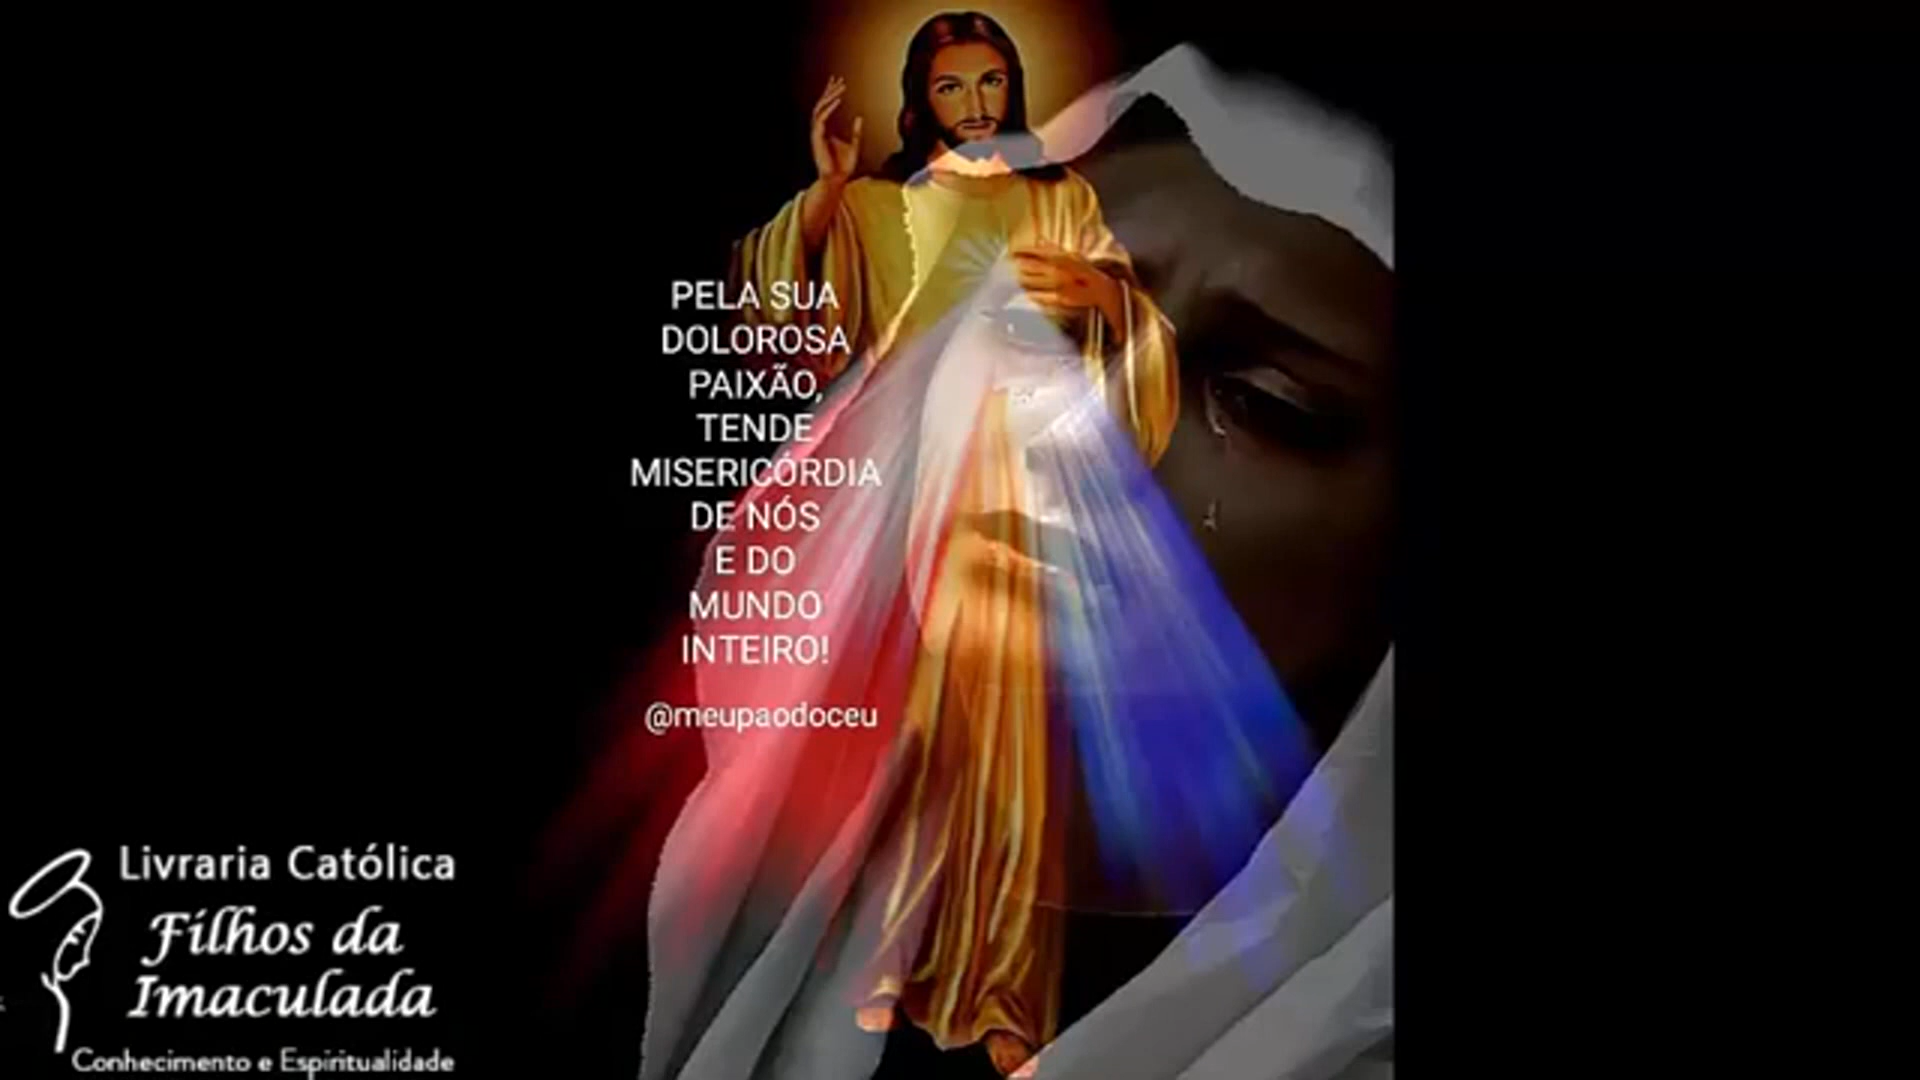 PELA SUA
DOLOROSA
PAIXÃO,
TENDE
MISERICÓRDIA
DE NÓS
E DO
MUNDO
INTEIRO!
@meupaodoceu
Livraria Católica
Filhos da
Imaculada
Conhecimento e Espiritualidade